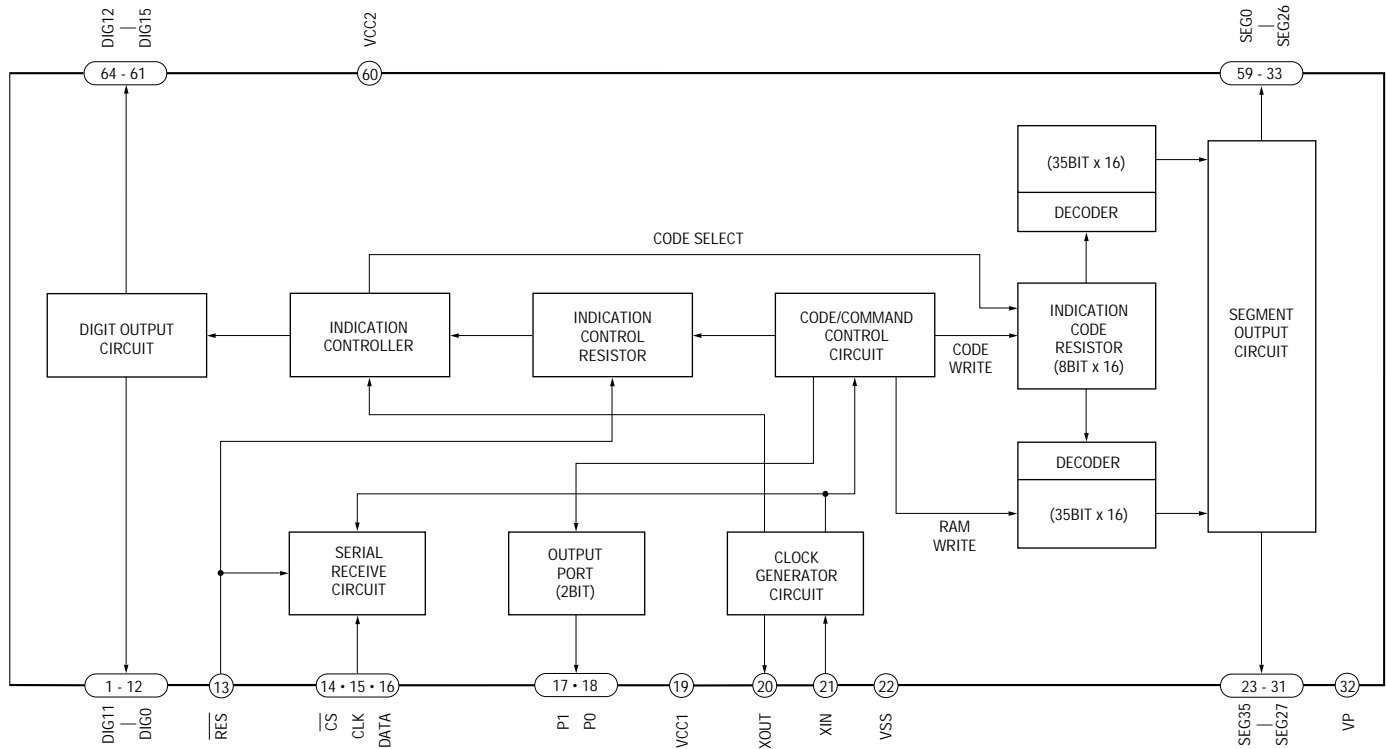 DIG12
—
DIG15
VCC2
SEG0
—
SEG26
64 - 61
60
59 - 33
(35BIT x 16)
DECODER
CODE SELECT
DIGIT OUTPUT
CIRCUIT
INDICATION
CONTROLLER
INDICATION
CONTROL
RESISTOR
CODE/COMMAND
CONTROL
CIRCUIT
CODE
WRITE
INDICATION
CODE
RESISTOR
(8BIT x 16)
SEGMENT
OUTPUT
CIRCUIT
DECODER
(35BIT x 16)
RAM
WRITE
SERIAL
RECEIVE
CIRCUIT
OUTPUT
PORT
(2BIT)
CLOCK
GENERATOR
CIRCUIT
1 - 12
13
14 • 15 • 16
17 • 18
19
20
21
22
23 - 31
32
DIG11
—
DIG0
RES
CS
CLK
DATA
P1
P0
VCC1
XOUT
XIN
VSS
SEG35
—
SEG27
VP